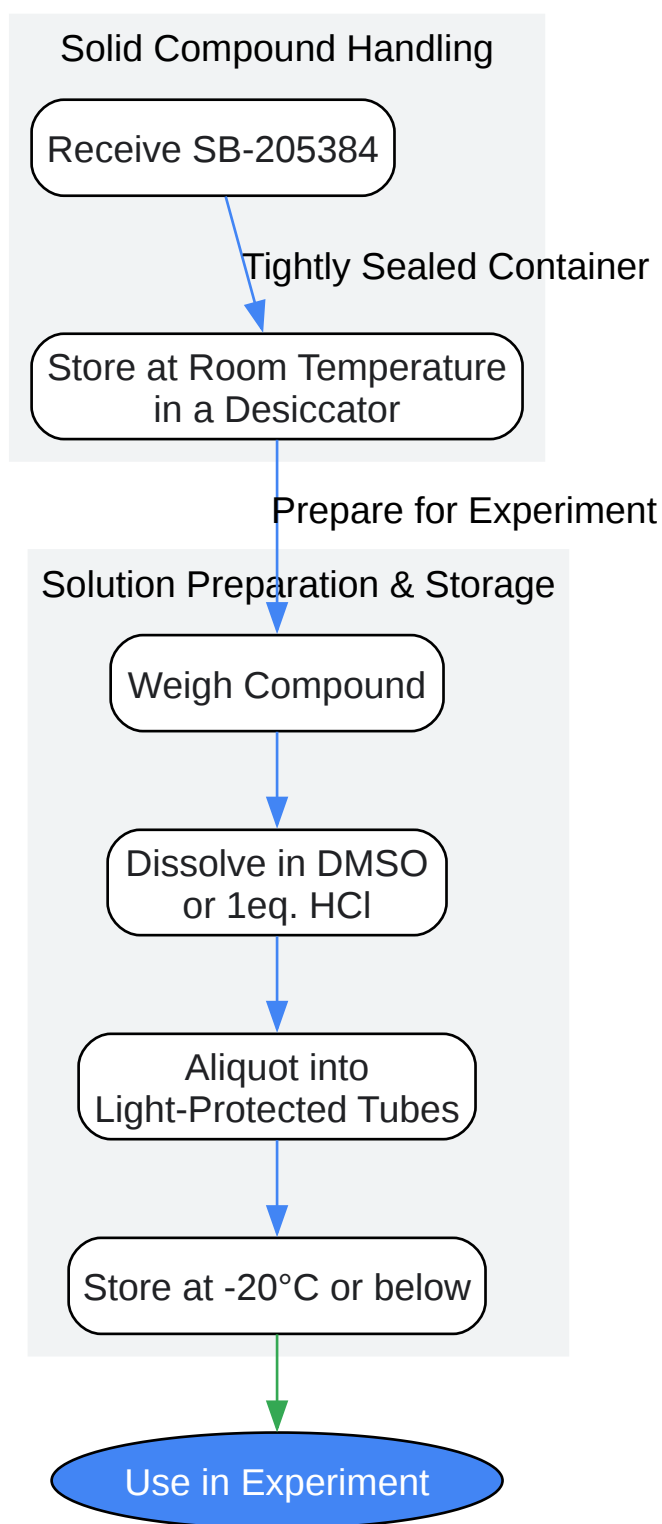 Solid Compound Handling
Receive SB-205384
Tightly Sealed Container
Store at Room Temperature
in a Desiccator
Prepare for Experiment
Solution Preparation & Storage
Weigh Compound
Dissolve in DMSO
or 1eq. HCl
Aliquot into
Light-Protected Tubes
Store at -20°C or below
Use in Experiment